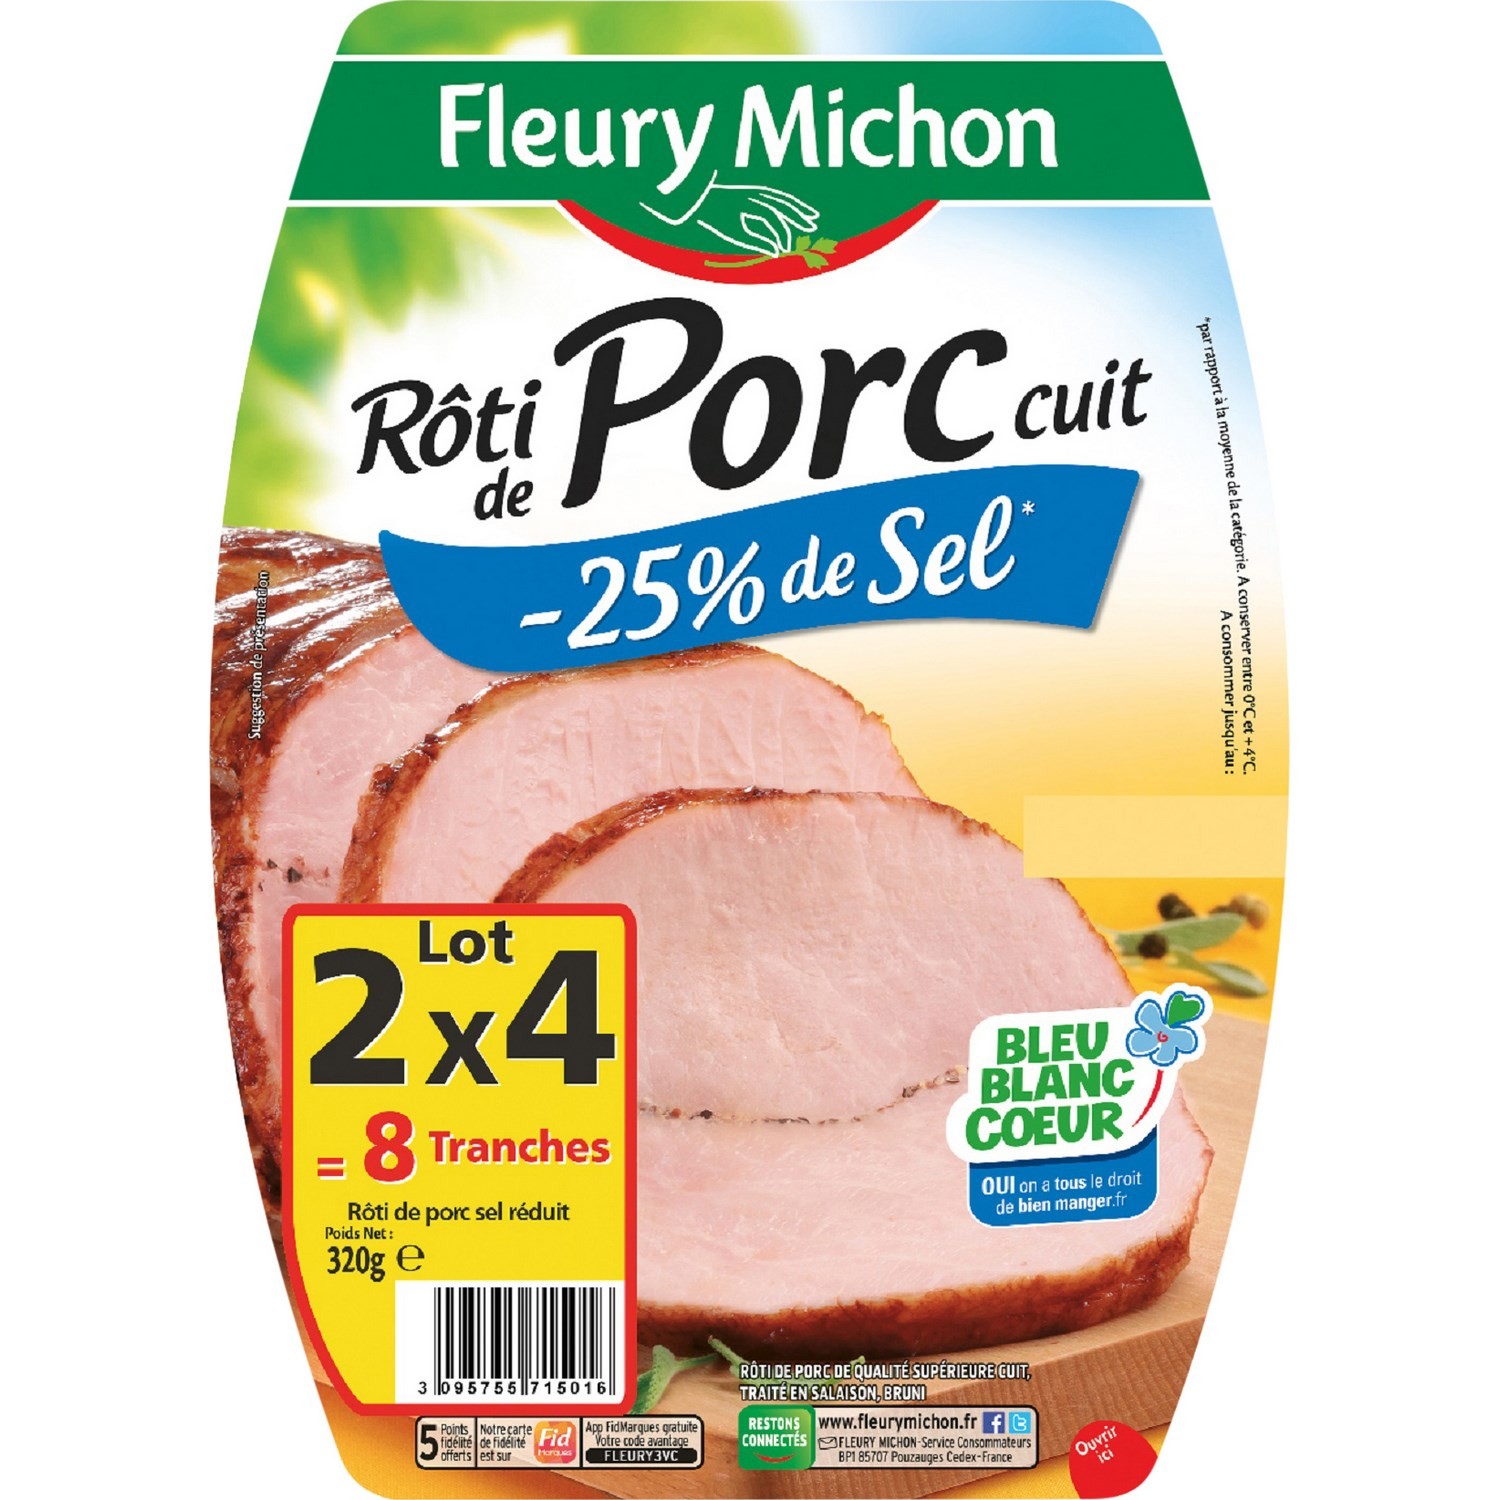 Fleury Michon
Rôti
de
Porc cuit
-25% de Sel*
*par rapport à la moyenne de la catégorie. A conserver entre 0°C et +4°C.
A consommer jusqu'au :
Suggestion de présentation
Lot
2x4
= 8 Tranches
Rôti de porc sel réduit
Poids Net :
320g ℮
3 095755 715016
BLEU
BLANC
COEUR
OUI on a tous le droit
de bien manger.fr
RÔTI DE PORC DE QUALITÉ SUPÉRIEURE CUIT,
TRAITÉ EN SALAISON, BRUNI
5 Points
fidélité
offerts
Notre carte
de fidélité
est sur
Fid
Marques
App FidMarques gratuite
Votre code avantage
FLEURY3VC
RESTONS
CONNECTÉS
www.fleurymichon.fr
FLEURY MICHON-Service Consommateurs
BP1 85707 Pouzauges Cedex-France
Ouvrir
ici